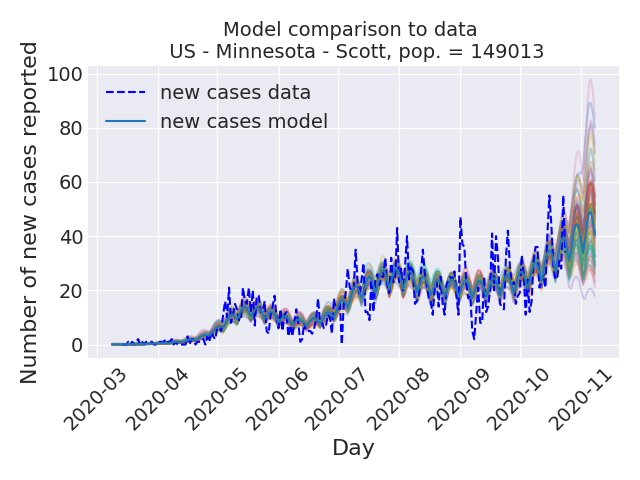 Model comparison to data
US - Minnesota - Scott, pop. = 149013
Number of new cases reported
100
80
60
40
20
0
new cases data
new cases model
2020-03
2020-04
2020-05
2020-06
2020-07
2020-08
2020-09
2020-10
2020-11
Day